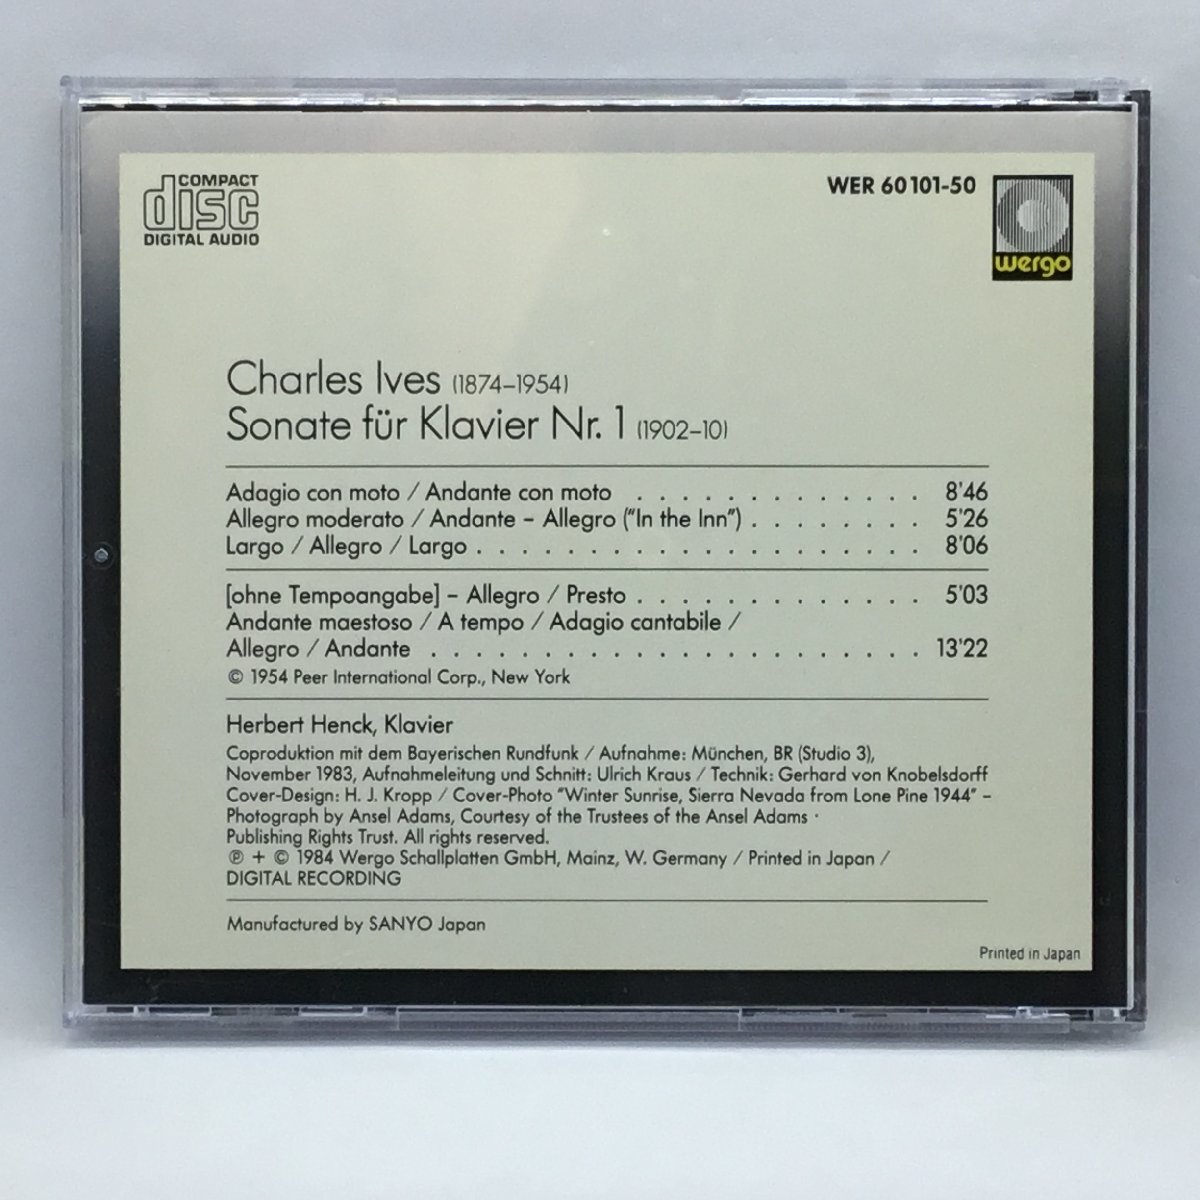 COMPACT
disc
DIGITAL AUDIO
WER 60101-50
wergo
Charles Ives (1874–1954)
Sonate für Klavier Nr. 1 (1902–10)
Adagio con moto / Andante con moto . . . . . . . . . . . . . 8'46
Allegro moderato / Andante – Allegro ("In the Inn") . . . . . . . . 5'26
Largo / Allegro / Largo . . . . . . . . . . . . . . . . . . . . 8'06
[ohne Tempoangabe] – Allegro / Presto . . . . . . . . . . . . . 5'03
Andante maestoso / A tempo / Adagio cantabile /
Allegro / Andante . . . . . . . . . . . . . . . . . . . . . . 13'22
© 1954 Peer International Corp., New York
Herbert Henck, Klavier
Coproduktion mit dem Bayerischen Rundfunk / Aufnahme: München, BR (Studio 3),
November 1983, Aufnahmeleitung und Schnitt: Ulrich Kraus / Technik: Gerhard von Knobelsdorff
Cover-Design: H. J. Kropp / Cover-Photo "Winter Sunrise, Sierra Nevada from Lone Pine 1944" –
Photograph by Ansel Adams, Courtesy of the Trustees of the Ansel Adams ·
Publishing Rights Trust. All rights reserved.
℗ + © 1984 Wergo Schallplatten GmbH, Mainz, W. Germany / Printed in Japan /
DIGITAL RECORDING
Manufactured by SANYO Japan
Printed in Japan